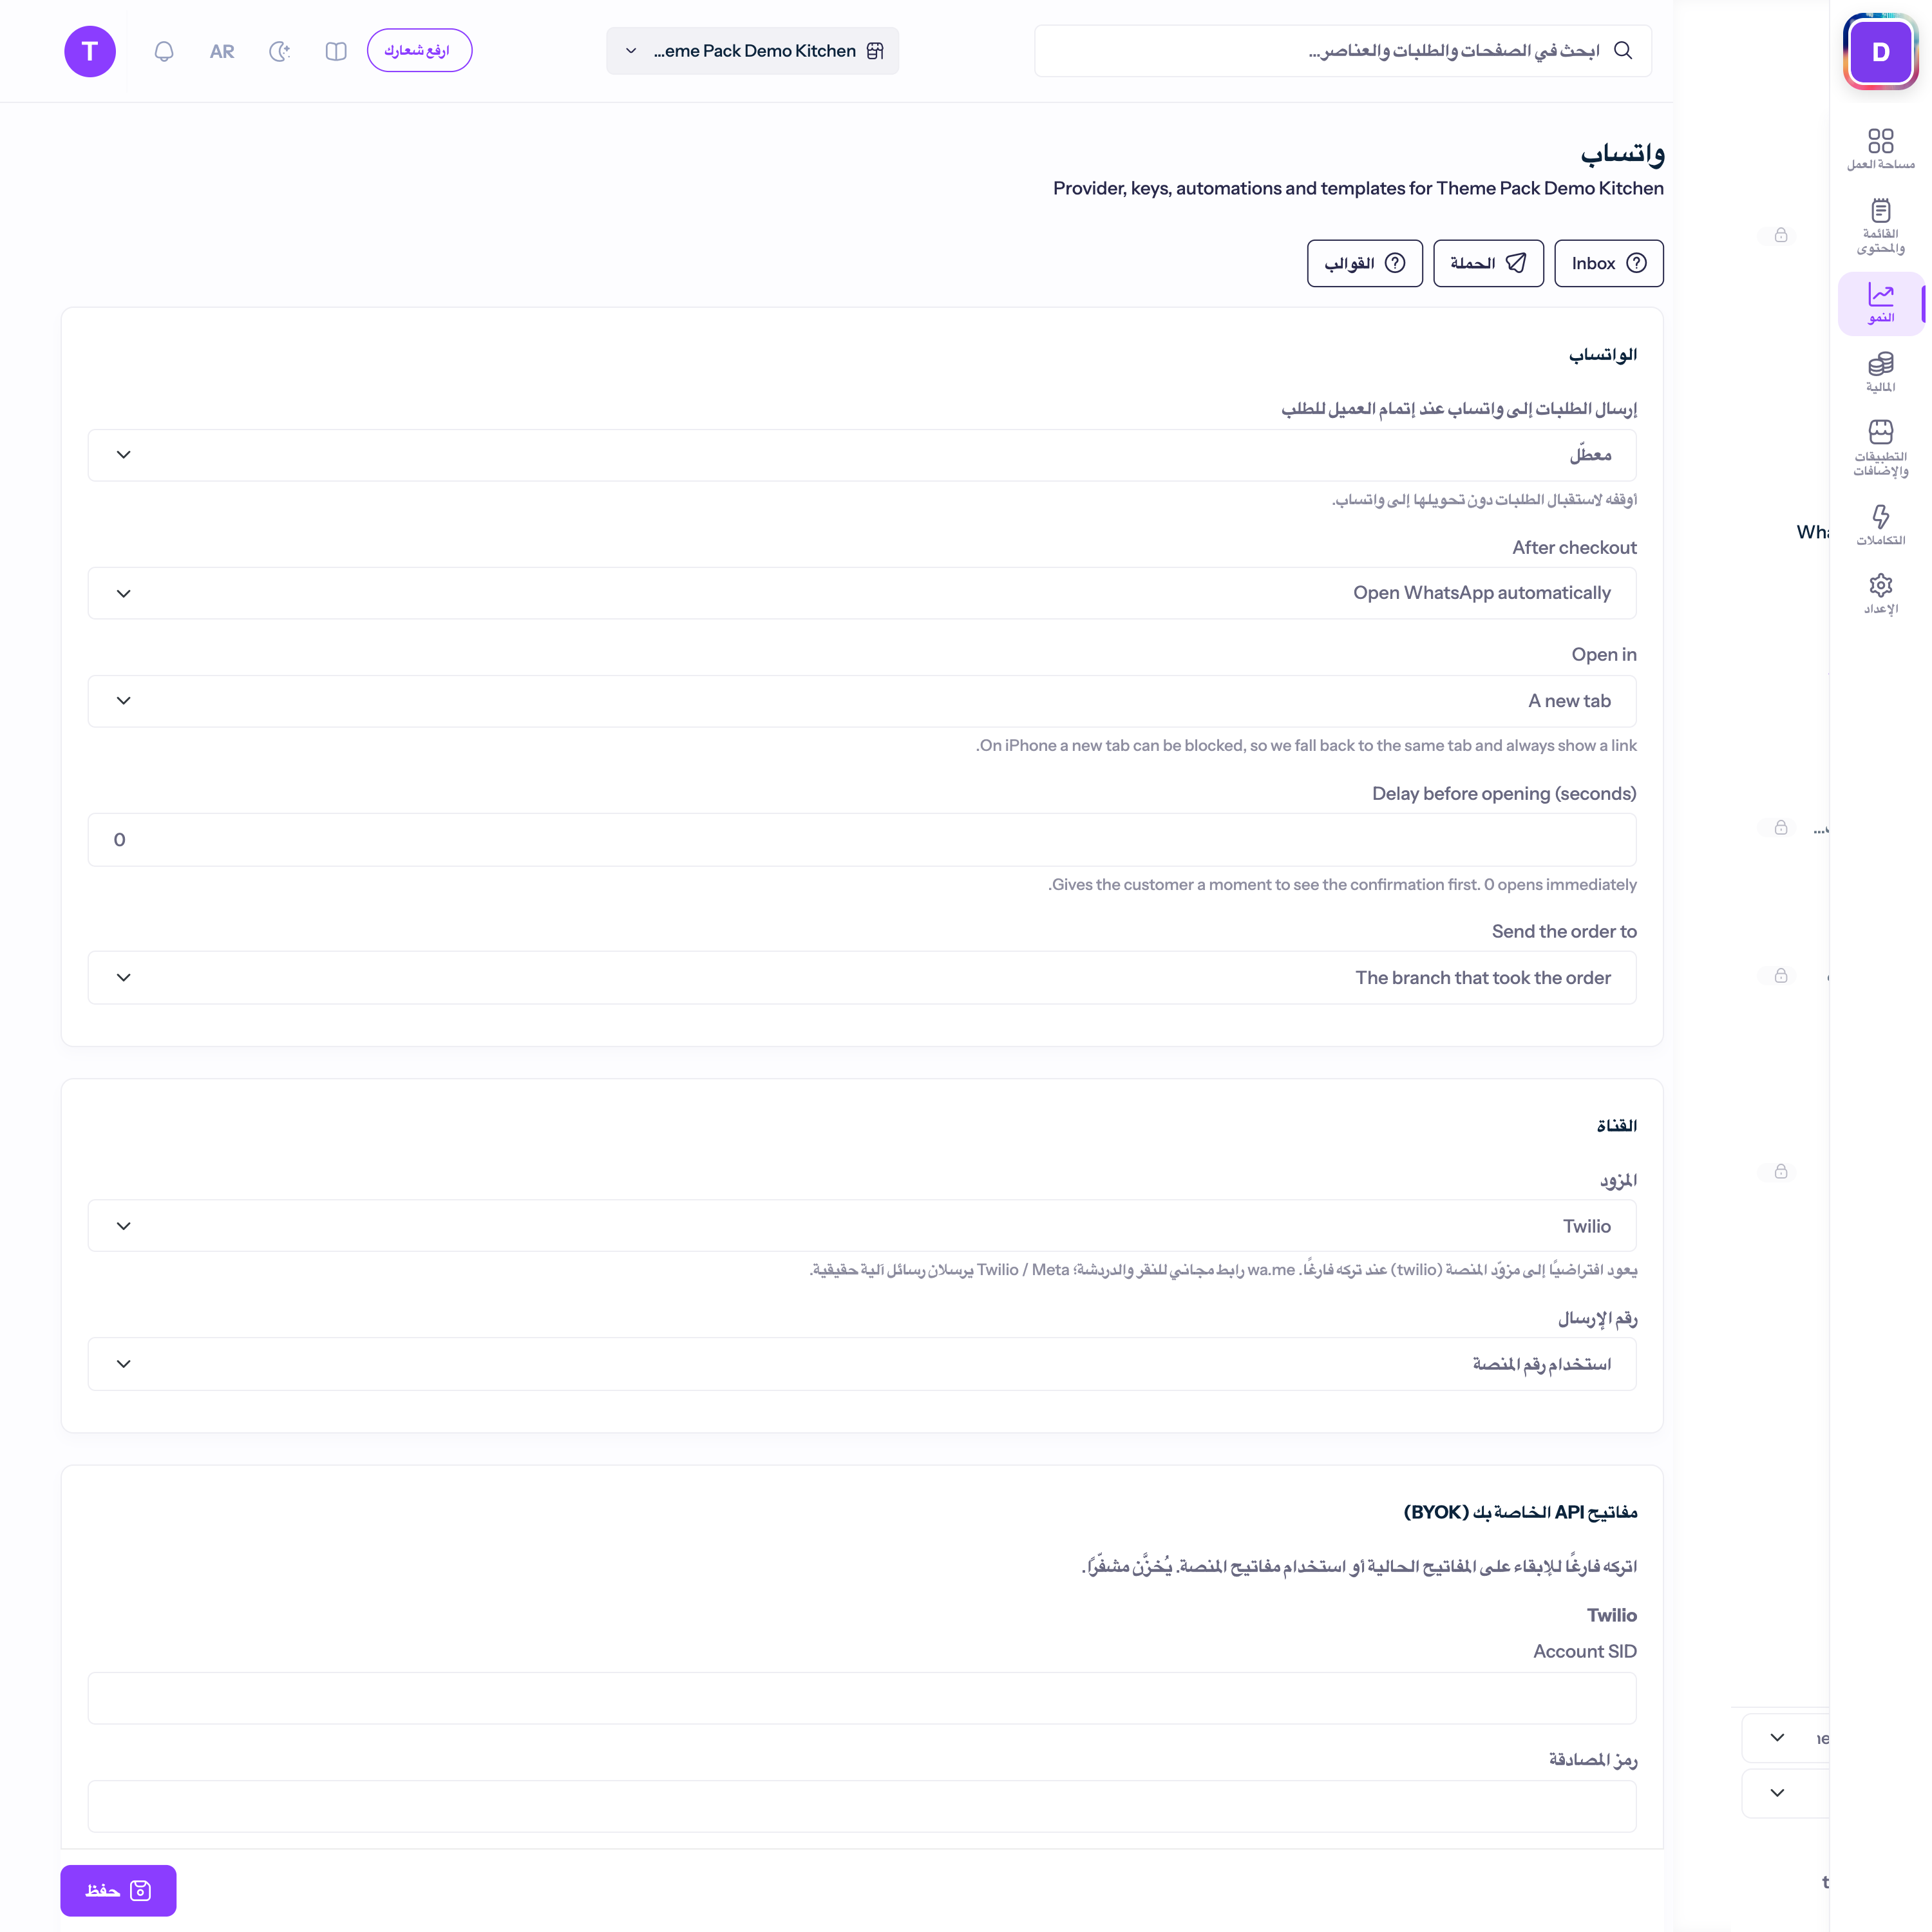 D
ابحث في الصفحات والطلبات والعناصر...
...eme Pack Demo Kitchen
ارفع شعارك
AR
T
مساحة العمل
القائمة
والمحتوى
النمو
المالية
التطبيقات
والإضافات
التكاملات
الإعداد
واتساب
Provider, keys, automations and templates for Theme Pack Demo Kitchen
Inbox
الحملة
القوالب
الواتساب
إرسال الطلبات إلى واتساب عند إتمام العميل للطلب
معطّل
أوقفه لاستقبال الطلبات دون تحويلها إلى واتساب.
After checkout
Open WhatsApp automatically
Open in
A new tab
On iPhone a new tab can be blocked, so we fall back to the same tab and always show a link.
Delay before opening (seconds)
0
Gives the customer a moment to see the confirmation first. 0 opens immediately.
Send the order to
The branch that took the order
القناة
المزود
Twilio
يعود افتراضيًا إلى مزوّد المنصة (twilio) عند تركه فارغًا. wa.me رابط مجاني للنقر والدردشة؛ Twilio / Meta يرسلان رسائل آلية حقيقية.
رقم الإرسال
استخدام رقم المنصة
مفاتيح API الخاصة بك (BYOK)
اتركه فارغًا للإبقاء على المفاتيح الحالية أو استخدام مفاتيح المنصة. يُخزَّن مشفّرًا.
Twilio
Account SID
رمز المصادقة
حفظ